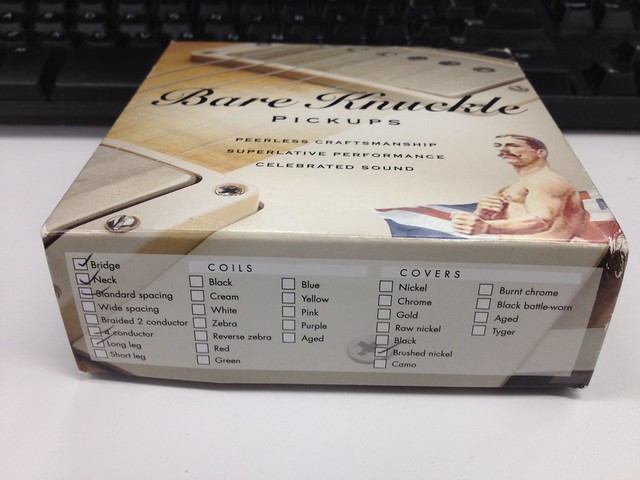 Bare Knuckle
PICKUPS
PEERLESS CRAFTSMANSHIP
SUPERLATIVE PERFORMANCE
CELEBRATED SOUND
Bridge
Neck
Standard spacing
Wide spacing
Braided 2 conductor
4 conductor
Long leg
Short leg
COILS
Black
Cream
White
Zebra
Reverse zebra
Red
Green
Blue
Yellow
Pink
Purple
Aged
COVERS
Nickel
Chrome
Gold
Raw nickel
Black
Brushed nickel
Camo
Burnt chrome
Black battle-worn
Aged
Tyger